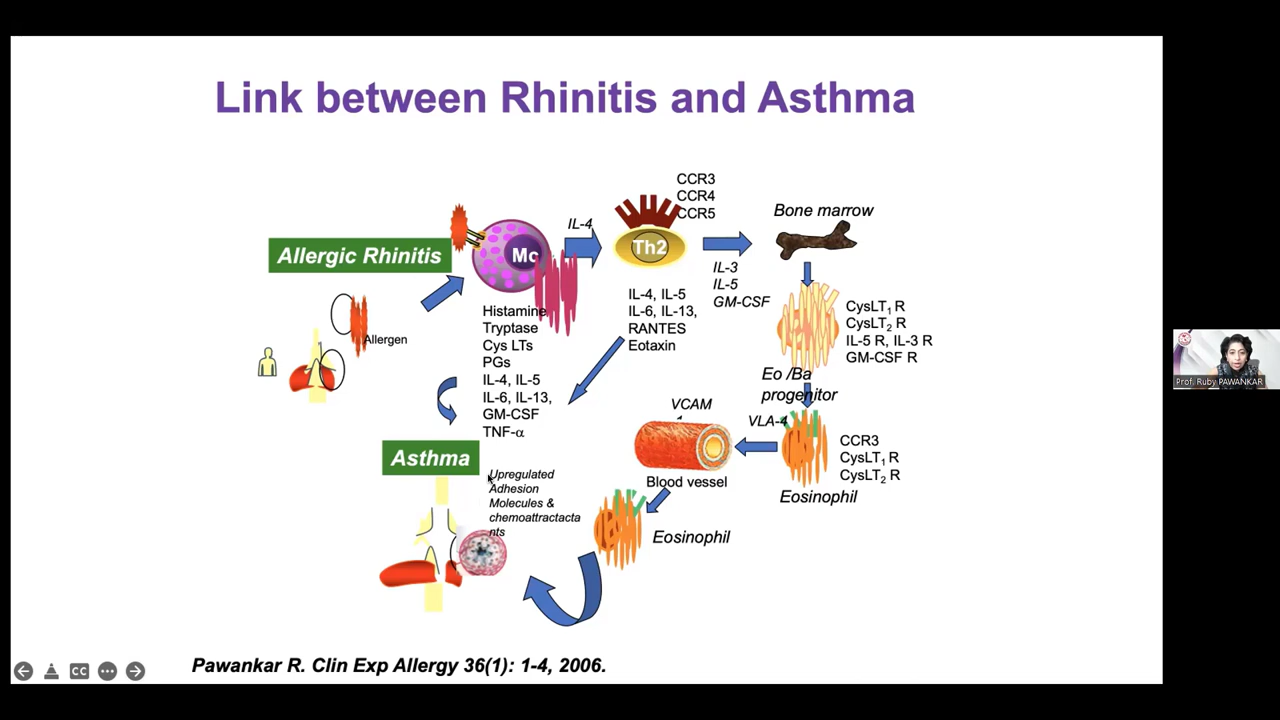 Link between Rhinitis and Asthma
CCR3
CCR4
CCR5
IL-4
Bone marrow
Allergic Rhinitis
Mc
Th2
IL-3
IL-5
GM-CSF
Allergen
Histamine
Tryptase
Cys LTs
PGs
IL-4, IL-5
IL-6, IL-13,
GM-CSF
TNF-α
IL-4, IL-5
IL-6, IL-13,
RANTES
Eotaxin
CysLT1 R
CysLT2 R
IL-5 R, IL-3 R
GM-CSF R
Eo /Ba
progenitor
VCAM
VLA-4
CCR3
CysLT1 R
CysLT2 R
Eosinophil
Blood vessel
Asthma
Upregulated
Adhesion
Molecules &
chemoattractacta
nts
Eosinophil
Pawankar R. Clin Exp Allergy 36(1): 1-4, 2006.
CC
Prof. Ruby PAWANKAR